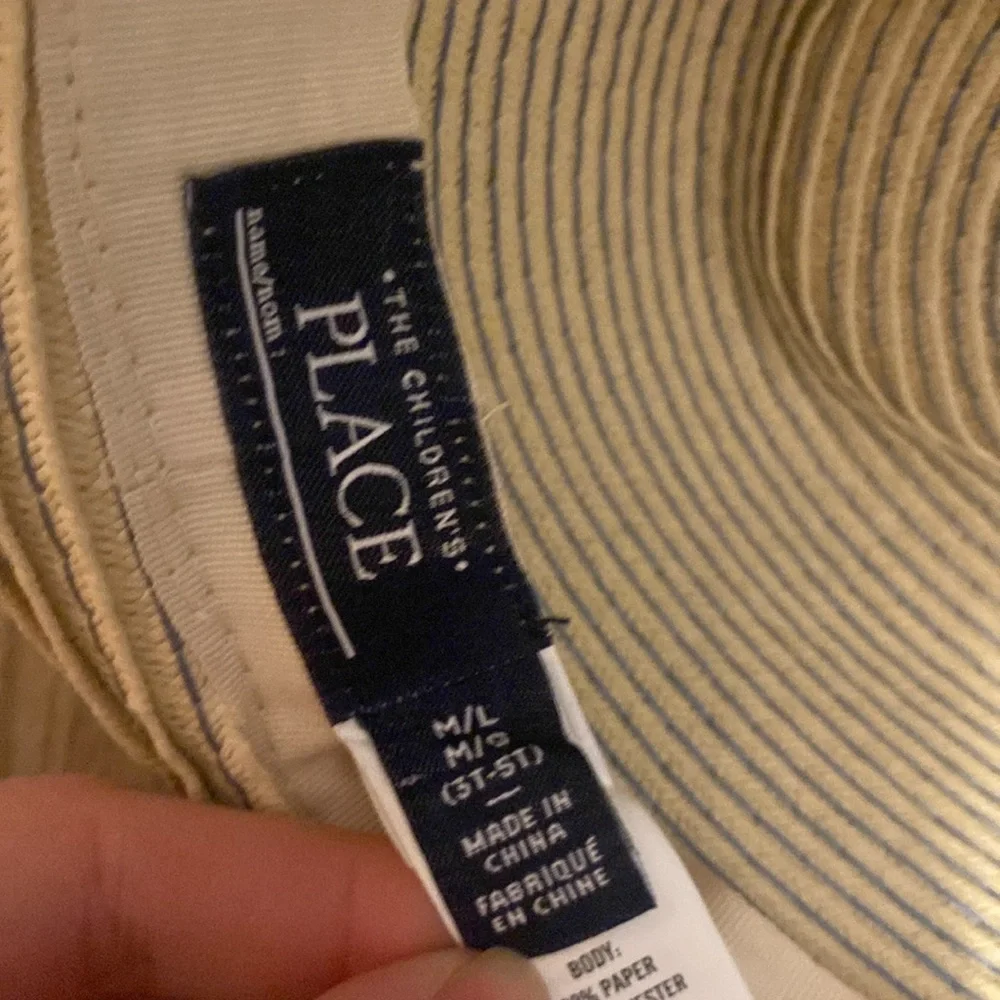 • THE CHILDREN'S •
PLACE
name/nom:
M/L
M/G
(3T-5T)
—
MADE IN
CHINA
FABRIQUÉ
EN CHINE
BODY:
% PAPER